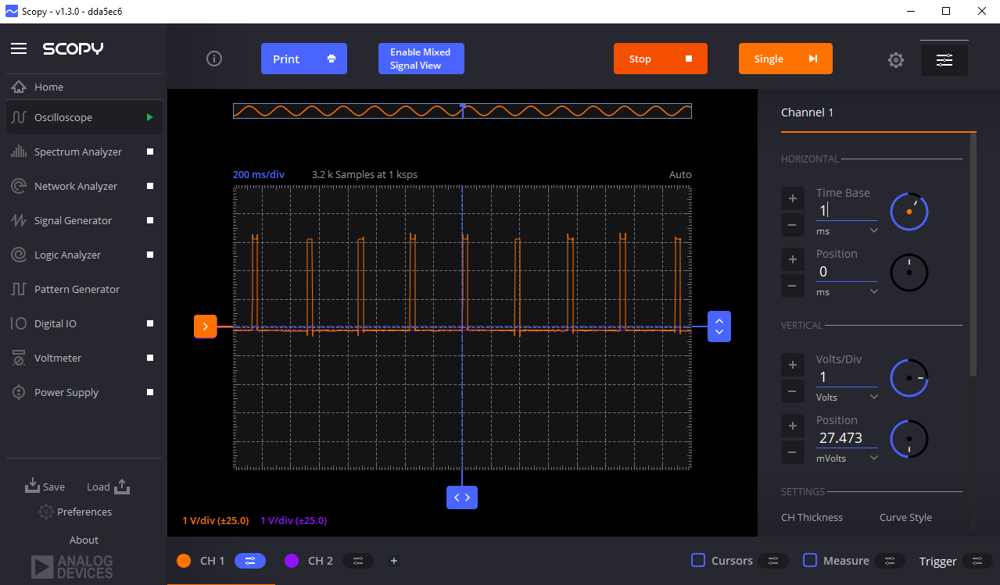 Scopy - v1.3.0 - dda5ec6
SCOPY
Home
Oscilloscope
Spectrum Analyzer
Network Analyzer
Signal Generator
Logic Analyzer
Pattern Generator
Digital IO
Voltmeter
Power Supply
Save
Load
Preferences
About
ANALOG
DEVICES
Print
Enable Mixed
Signal View
Stop
Single
200 ms/div
3.2 k Samples at 1 ksps
Auto
1 V/div (±25.0)
1 V/div (±25.0)
Channel 1
HORIZONTAL
Time Base
1
ms
Position
0
ms
VERTICAL
Volts/Div
1
Volts
Position
27.473
mVolts
SETTINGS
CH Thickness
Curve Style
CH 1
CH 2
+
Cursors
Measure
Trigger